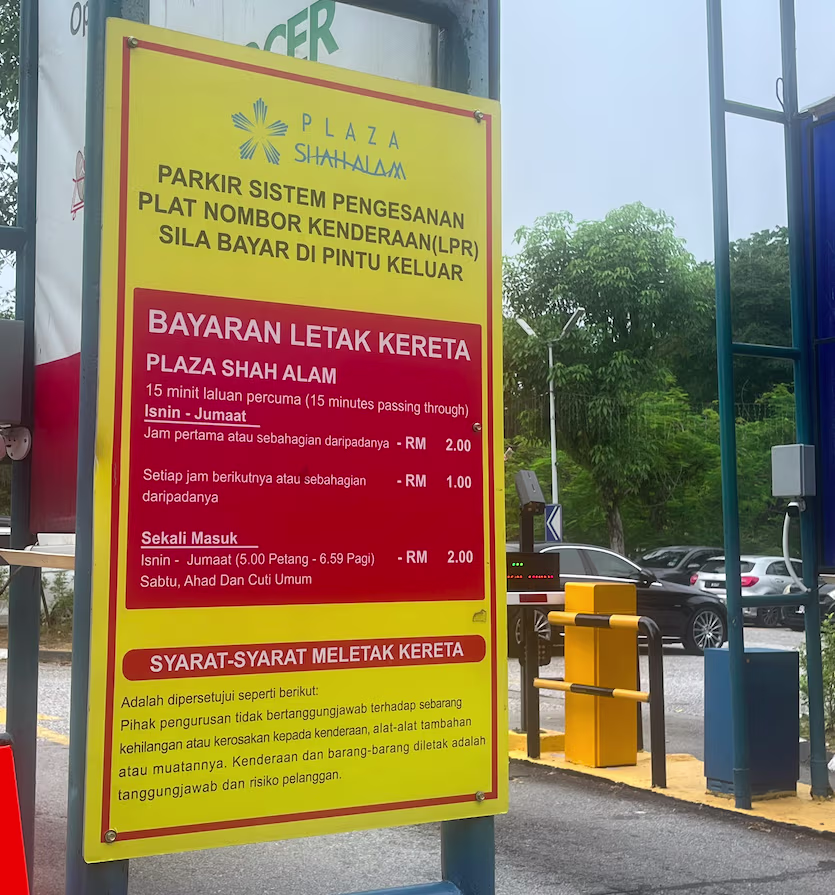 Op
CER
PLAZA
SHAH ALAM
PARKIR SISTEM PENGESANAN
PLAT NOMBOR KENDERAAN(LPR)
SILA BAYAR DI PINTU KELUAR
BAYARAN LETAK KERETA
PLAZA SHAH ALAM
15 minit laluan percuma (15 minutes passing through)
Isnin - Jumaat
Jam pertama atau sebahagian daripadanya - RM 2.00
Setiap jam berikutnya atau sebahagian - RM 1.00
daripadanya
Sekali Masuk
Isnin - Jumaat (5.00 Petang - 6.59 Pagi) - RM 2.00
Sabtu, Ahad Dan Cuti Umum
SYARAT-SYARAT MELETAK KERETA
Adalah dipersetujui seperti berikut:
Pihak pengurusan tidak bertanggungjawab terhadap sebarang
kehilangan atau kerosakan kepada kenderaan, alat-alat tambahan
atau muatannya. Kenderaan dan barang-barang diletak adalah
tanggungjawab dan risiko pelanggan.